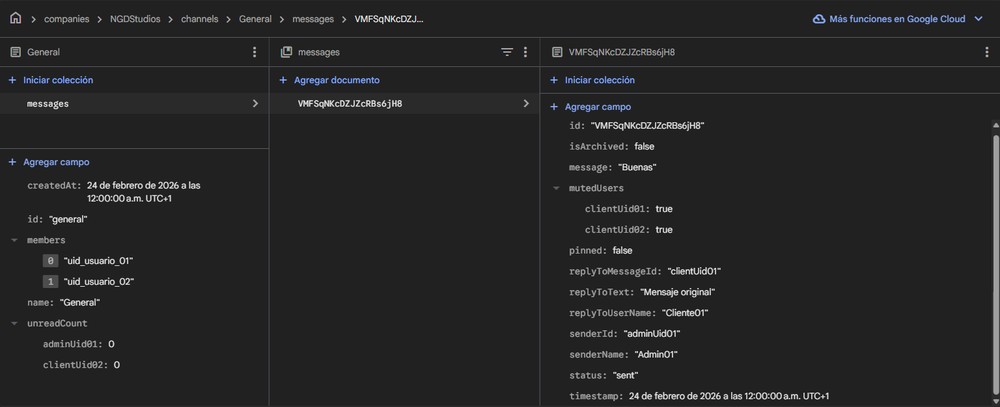 companies > NGDStudios > channels > General > messages > VMFSqNKcDZJ...
Más funciones en Google Cloud
General
Iniciar colección
messages
Agregar campo
createdAt: 24 de febrero de 2026 a las
12:00:00 a.m. UTC+1
id: "general"
members
0 "uid_usuario_01"
1 "uid_usuario_02"
name: "General"
unreadCount
adminUid01: 0
clientUid02: 0
messages
Agregar documento
VMFSqNKcDZJZcRBs6jH8
VMFSqNKcDZJZcRBs6jH8
Iniciar colección
Agregar campo
id: "VMFSqNKcDZJZcRBs6jH8"
isArchived: false
message: "Buenas"
mutedUsers
clientUid01: true
clientUid02: true
pinned: false
replyToMessageId: "clientUid01"
replyToText: "Mensaje original"
replyToUserName: "Cliente01"
senderId: "adminUid01"
senderName: "Admin01"
status: "sent"
timestamp: 24 de febrero de 2026 a las 12:00:00 a.m. UTC+1